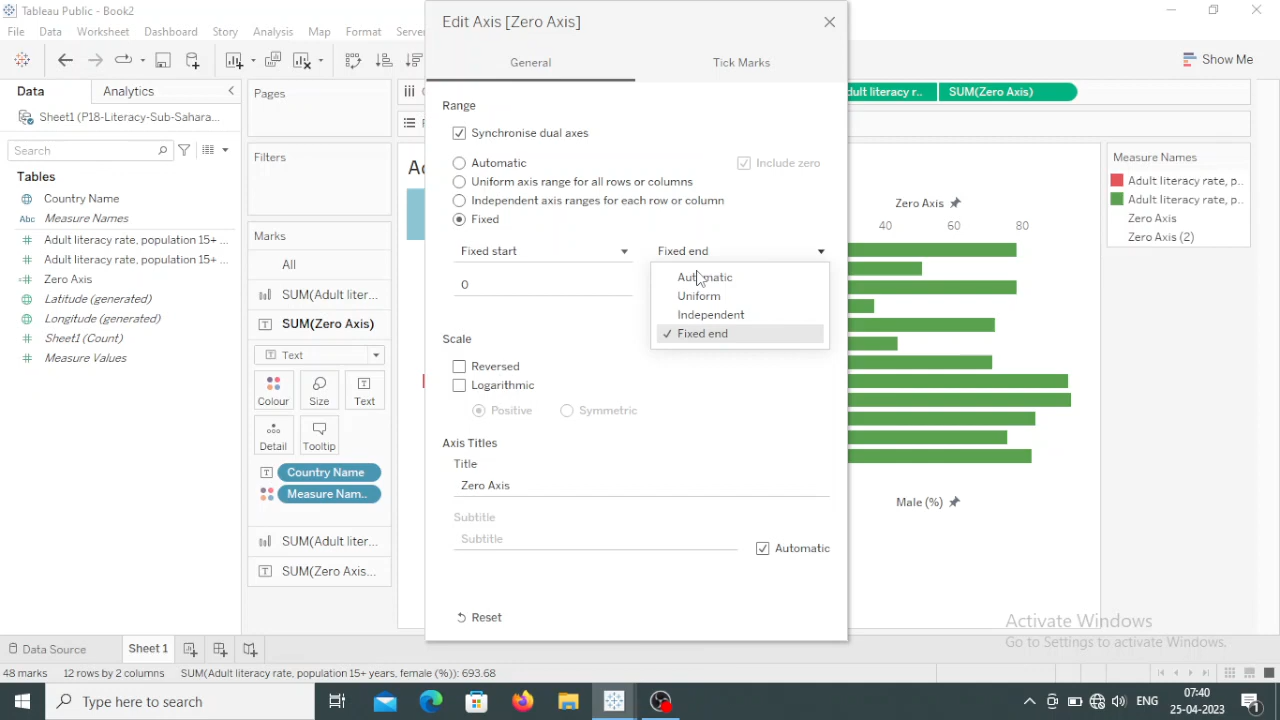 Tableau Public - Book2
File Data Worksheet Dashboard Story Analysis Map Format Server
Edit Axis [Zero Axis]
General Tick Marks
Show Me
Data Analytics
Pages
dult literacy r.. SUM(Zero Axis)
Sheet1 (P18-Literacy-Sub-Sahara...
Search
Filters
Tables
Country Name
Abc Measure Names
Adult literacy rate, population 15+ ...
Adult literacy rate, population 15+ ...
Zero Axis
Latitude (generated)
Longitude (generated)
Sheet1 (Count)
Measure Values
Marks
All
SUM(Adult liter...
SUM(Zero Axis)
Text
Colour Size Text
Detail Tooltip
Country Name
Measure Nam..
SUM(Adult liter...
SUM(Zero Axis...
Range
Synchronise dual axes
Automatic Include zero
Uniform axis range for all rows or columns
Independent axis ranges for each row or column
Fixed
Fixed start Fixed end
0
Automatic
Uniform
Independent
Fixed end
Scale
Reversed
Logarithmic
Positive Symmetric
Axis Titles
Title
Zero Axis
Subtitle
Subtitle
Automatic
Reset
Zero Axis
40 60 80
Male (%)
Measure Names
Adult literacy rate, p..
Adult literacy rate, p..
Zero Axis
Zero Axis (2)
Activate Windows
Go to Settings to activate Windows.
Data Source Sheet 1
48 marks 12 rows by 2 columns SUM(Adult literacy rate, population 15+ years, female (%)): 693.68
Type here to search
ENG
07:40
25-04-2023
1